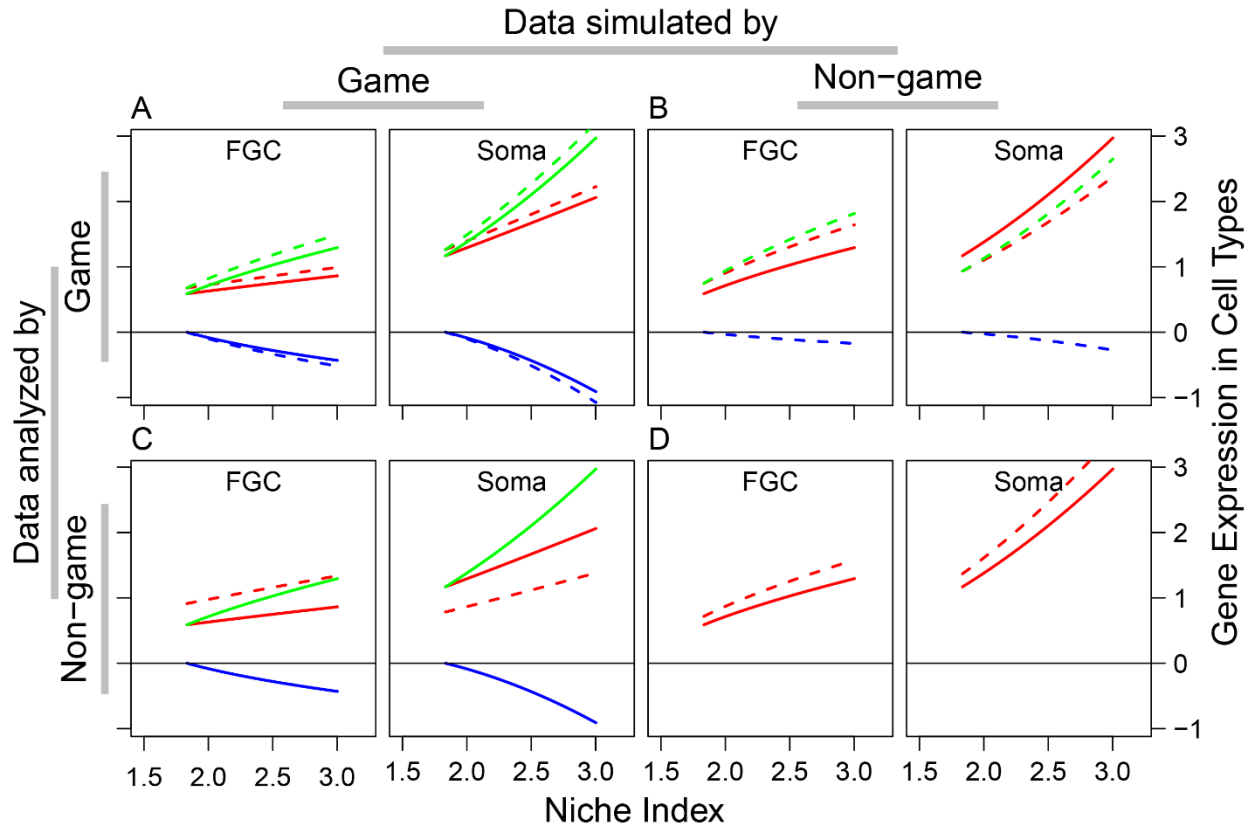 Data simulated by
Game
Non−game
A
B
FGC
Soma
FGC
Soma
3
2
1
0
−1
Game
Data analyzed by
Gene Expression in Cell Types
C
D
FGC
Soma
FGC
Soma
3
2
1
0
−1
Non−game
1.5 2.0 2.5 3.0 1.5 2.0 2.5 3.0 1.5 2.0 2.5 3.0 1.5 2.0 2.5 3.0
Niche Index